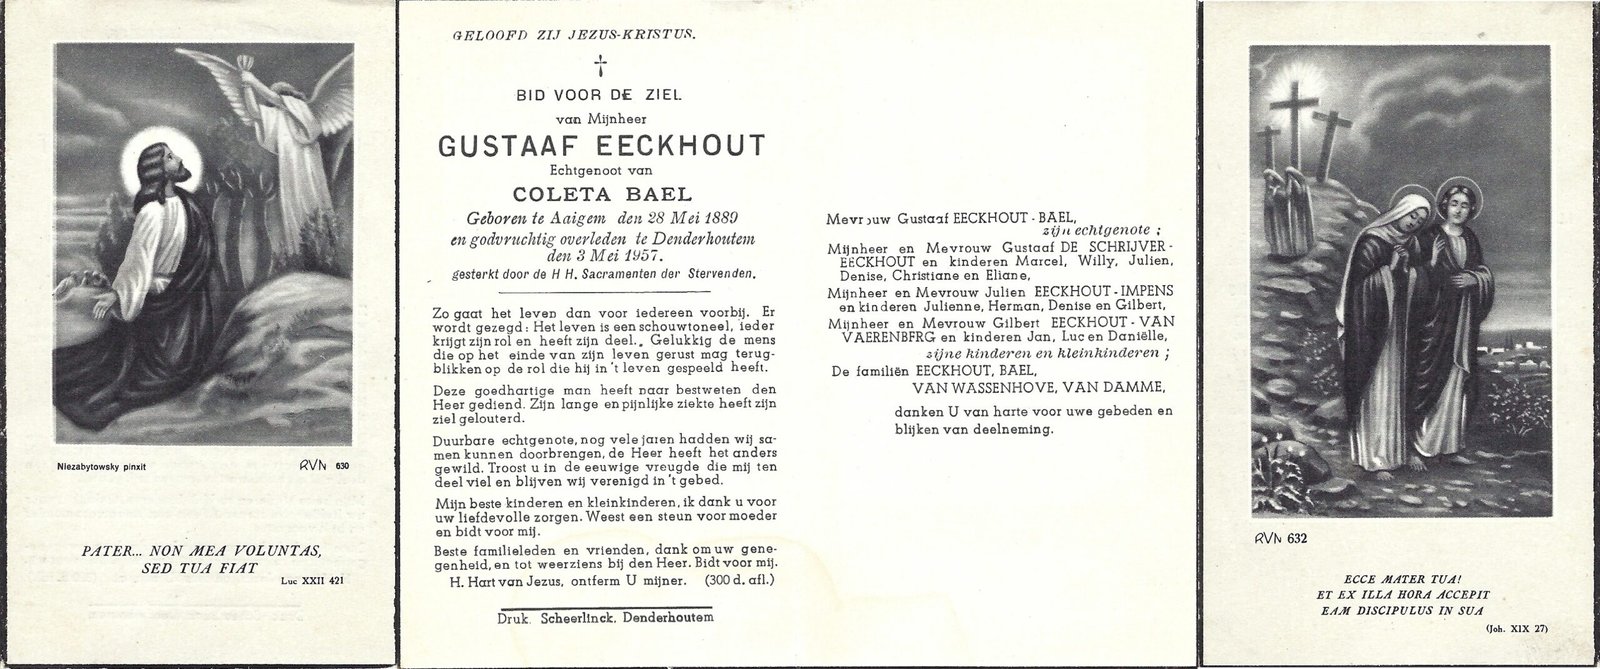 Niezabytowsky pinxit
RVN 630
PATER... NON MEA VOLUNTAS,
SED TUA FIAT
Luc XXII 421
GELOOFD ZIJ JEZUS-KRISTUS.
BID VOOR DE ZIEL
van Mijnheer
GUSTAAF EECKHOUT
Echtgenoot van
COLETA BAEL
Geboren te Aaigem den 28 Mei 1889
en godvruchtig overleden te Denderhoutem
den 3 Mei 1957.
gesterkt door de H H. Sacramenten der Stervenden.
Zo gaat het leven dan voor iedereen voorbij. Er
wordt gezegd : Het leven is een schouwtoneel, ieder
krijgt zijn rol en heeft zijn deel.. Gelukkig de mens
die op het einde van zijn leven gerust mag terug-
blikken op de rol die hij in 't leven gespeeld heeft.
Deze goedhartige man heeft naar bestweten den
Heer gediend. Zijn lange en pijnlijke ziekte heeft zijn
ziel gelouterd.
Duurbare echtgenote, nog vele jaren hadden wij sa-
men kunnen doorbrengen, de Heer heeft het anders
gewild. Troost u in de eeuwige vreugde die mij ten
deel viel en blijven wij verenigd in 't gebed.
Mijn beste kinderen en kleinkinderen, ik dank u voor
uw liefdevolle zorgen. Weest een steun voor moeder
en bidt voor mij.
Beste familieleden en vrienden, dank om uw gene-
genheid, en tot weerziens bij den Heer. Bidt voor mij.
H. Hart van Jezus, ontferm U mijner. (300 d. afl.)
Druk. Scheerlinck, Denderhoutem
Mevrouw Gustaaf EECKHOUT - BAEL,
zijn echtgenote ;
Mijnheer en Mevrouw Gustaaf DE SCHRIJVER-
EECKHOUT en kinderen Marcel, Willy, Julien,
Denise, Christiane en Eliane,
Mijnheer en Mevrouw Julien EECKHOUT - IMPENS
en kinderen Julienne, Herman, Denise en Gilbert,
Mijnheer en Mevrouw Gilbert EECKHOUT - VAN
VAERENBERG en kinderen Jan, Luc en Daniëlle,
zijne kinderen en kleinkinderen ;
De familiën EECKHOUT, BAEL,
VAN WASSENHOVE, VAN DAMME,
danken U van harte voor uwe gebeden en
blijken van deelneming.
RVN 632
ECCE MATER TUA!
ET EX ILLA HORA ACCEPIT
EAM DISCIPULUS IN SUA
(Joh. XIX 27)